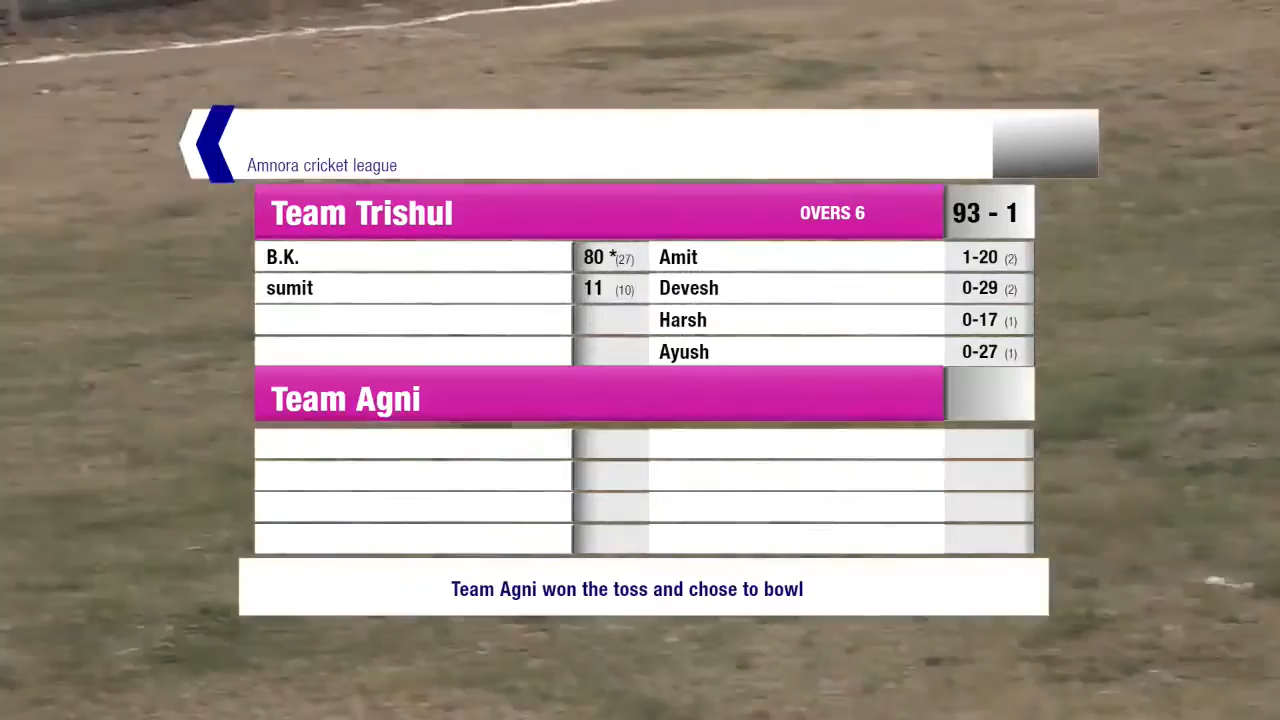 Amnora cricket league
Team Trishul OVERS 6 93 - 1
B.K. 80 *(27) Amit 1-20 (2)
sumit 11 (10) Devesh 0-29 (2)
Harsh 0-17 (1)
Ayush 0-27 (1)
Team Agni
Team Agni won the toss and chose to bowl